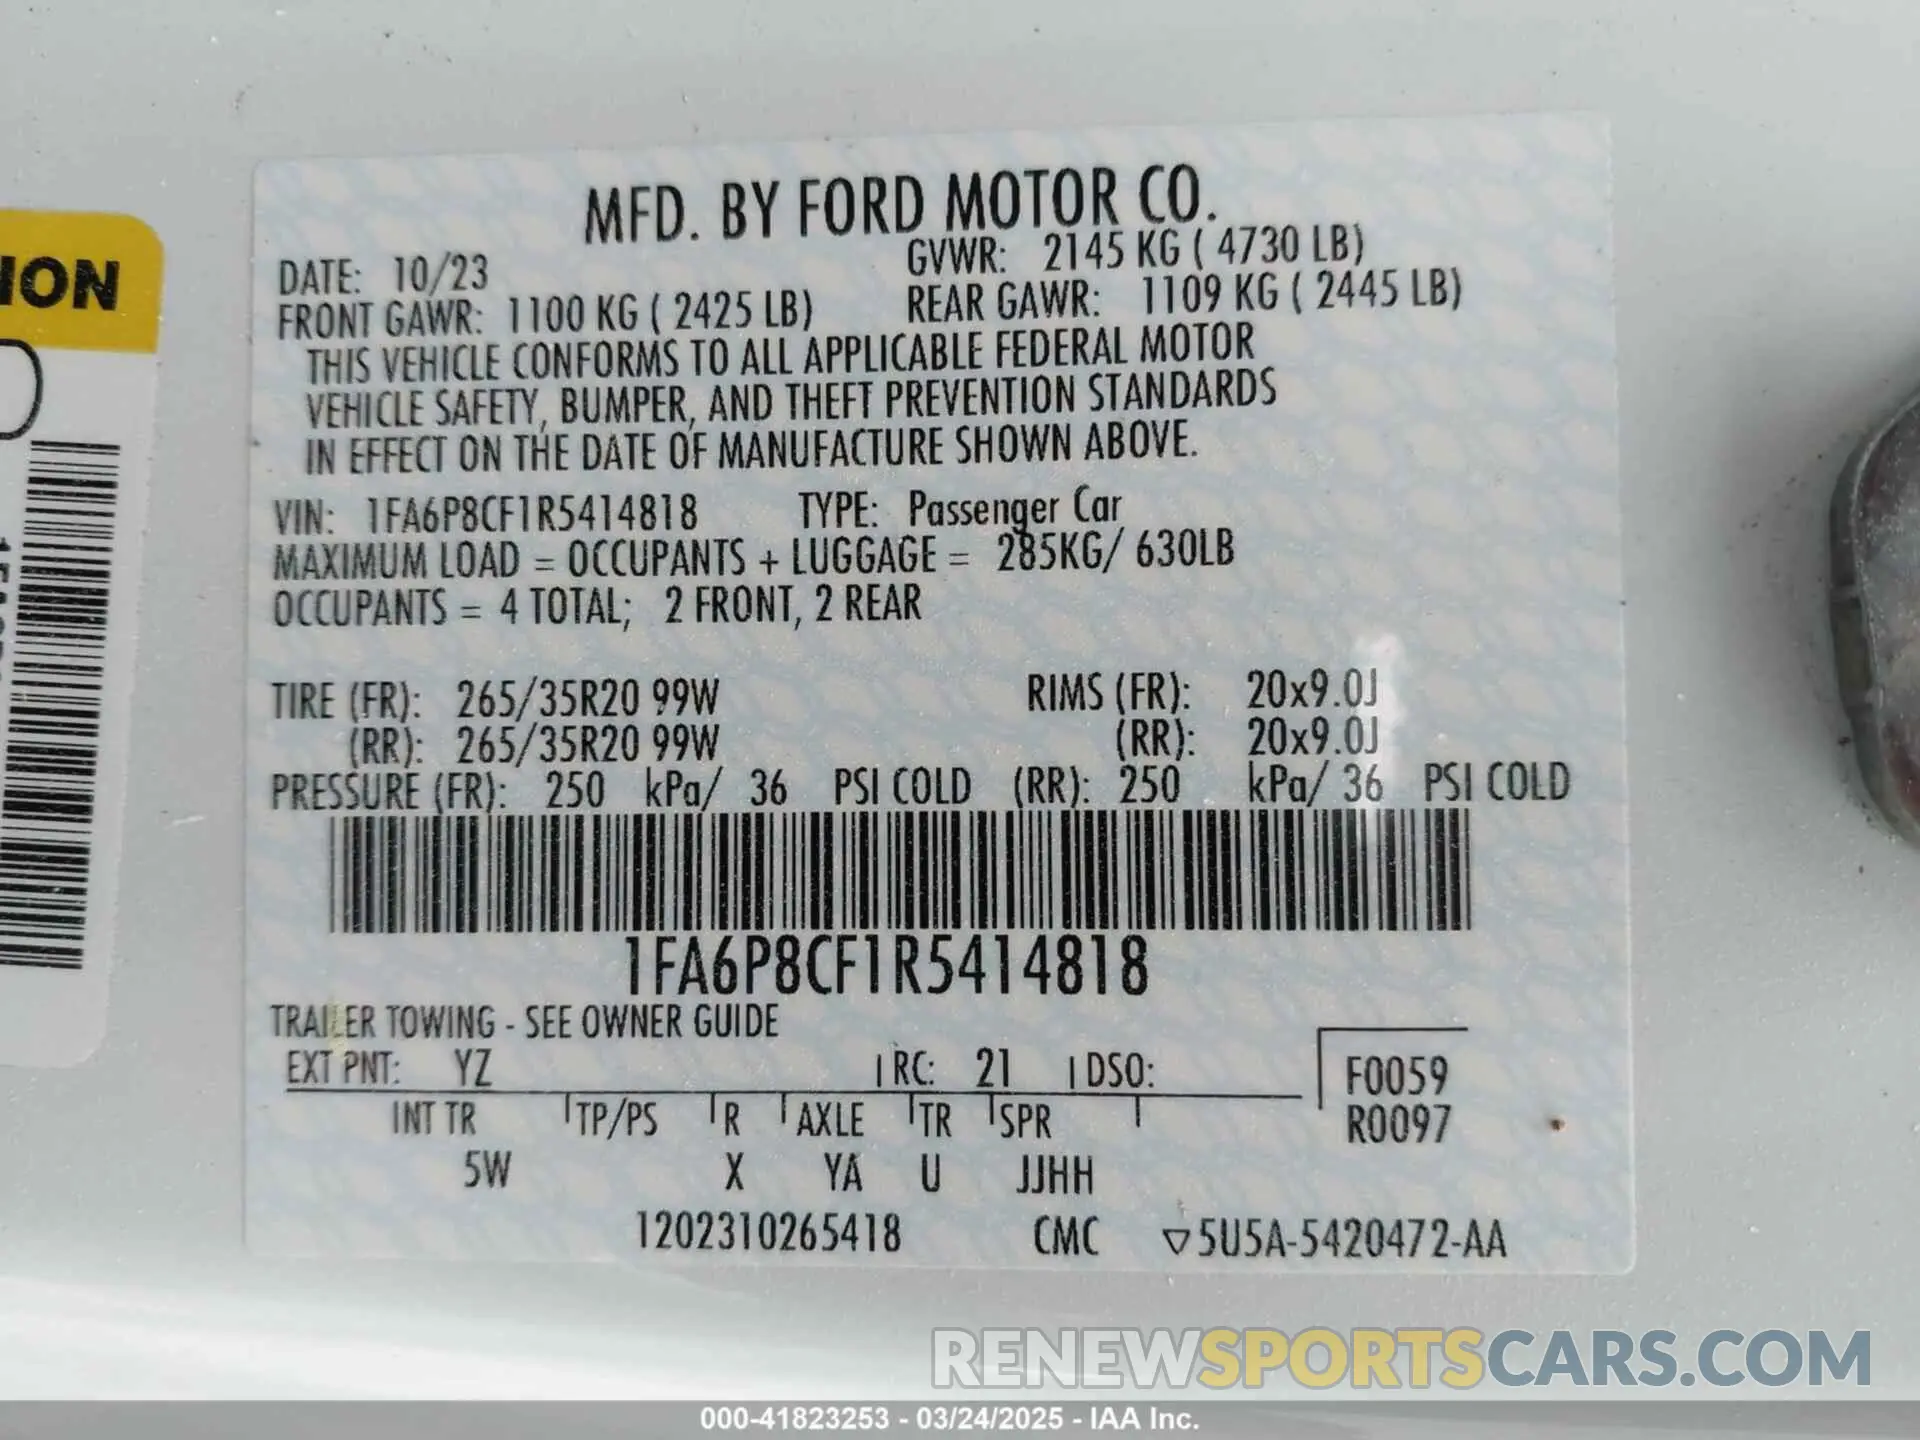 ION
MFD. BY FORD MOTOR CO.
DATE: 10/23 GVWR: 2145 KG ( 4730 LB)
FRONT GAWR: 1100 KG ( 2425 LB) REAR GAWR: 1109 KG ( 2445 LB)
THIS VEHICLE CONFORMS TO ALL APPLICABLE FEDERAL MOTOR
VEHICLE SAFETY, BUMPER, AND THEFT PREVENTION STANDARDS
IN EFFECT ON THE DATE OF MANUFACTURE SHOWN ABOVE.
VIN: 1FA6P8CF1R5414818 TYPE: Passenger Car
MAXIMUM LOAD = OCCUPANTS + LUGGAGE = 285KG/ 630LB
OCCUPANTS = 4 TOTAL; 2 FRONT, 2 REAR
TIRE (FR): 265/35R20 99W RIMS (FR): 20x9.0J
(RR): 265/35R20 99W (RR): 20x9.0J
PRESSURE (FR): 250 kPa/ 36 PSI COLD (RR): 250 kPa/ 36 PSI COLD
1FA6P8CF1R5414818
TRAILER TOWING - SEE OWNER GUIDE
EXT PNT: YZ RC: 21 DSO: F0059
INT TR TP/PS R AXLE TR SPR R0097
5W X YA U JJHH
1202310265418 CMC ▽5U5A-5420472-AA
RENEWSPORTSCARS.COM
000-41823253 - 03/24/2025 - IAA Inc.